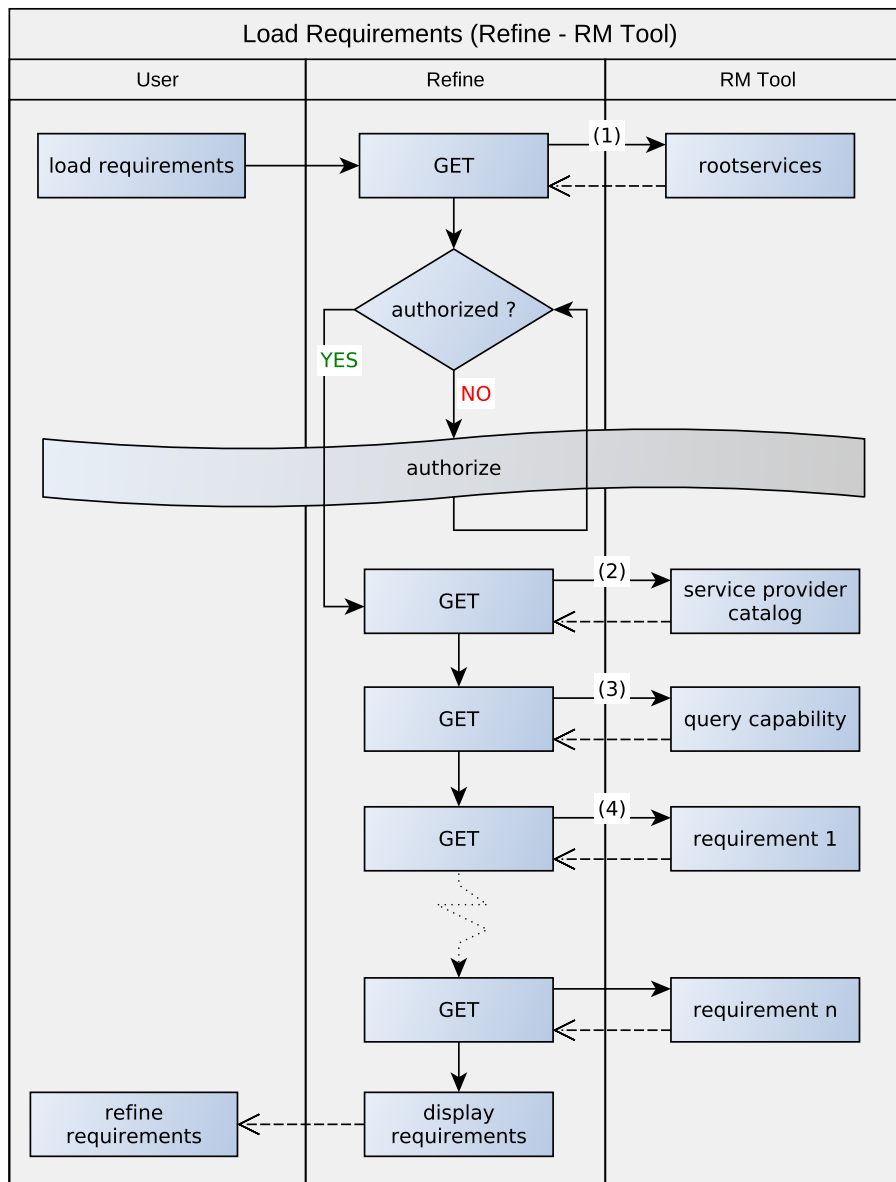 Load Requirements (Refine - RM Tool)
User
Refine
RM Tool
load requirements
GET
(1)
rootservices
authorized ?
YES
NO
authorize
GET
(2)
service provider
catalog
GET
(3)
query capability
GET
(4)
requirement 1
GET
requirement n
refine
requirements
display
requirements